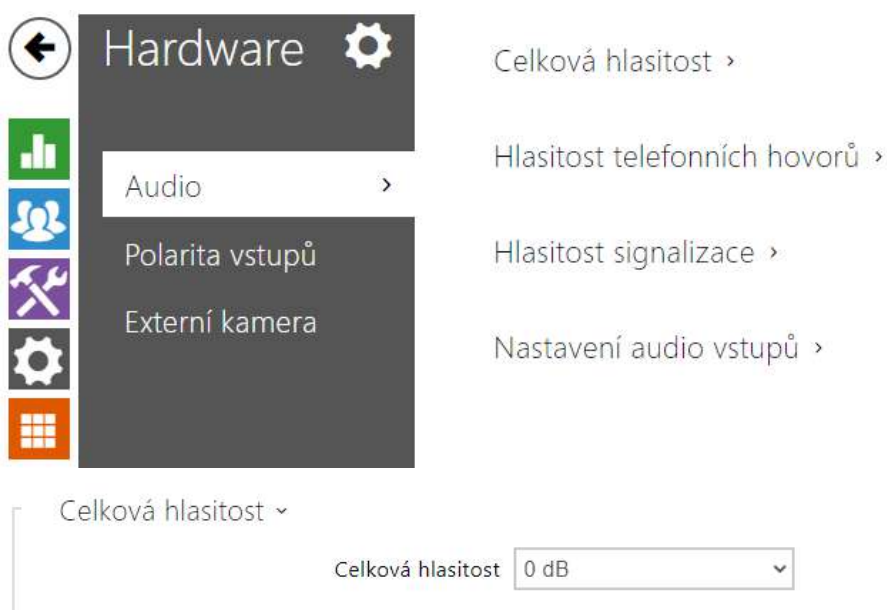 Hardware
Audio
Polarita vstupů
Externí kamera
Celková hlasitost
Hlasitost telefonních hovorů
Hlasitost signalizace
Nastavení audio vstupů
Celková hlasitost
Celková hlasitost 0 dB